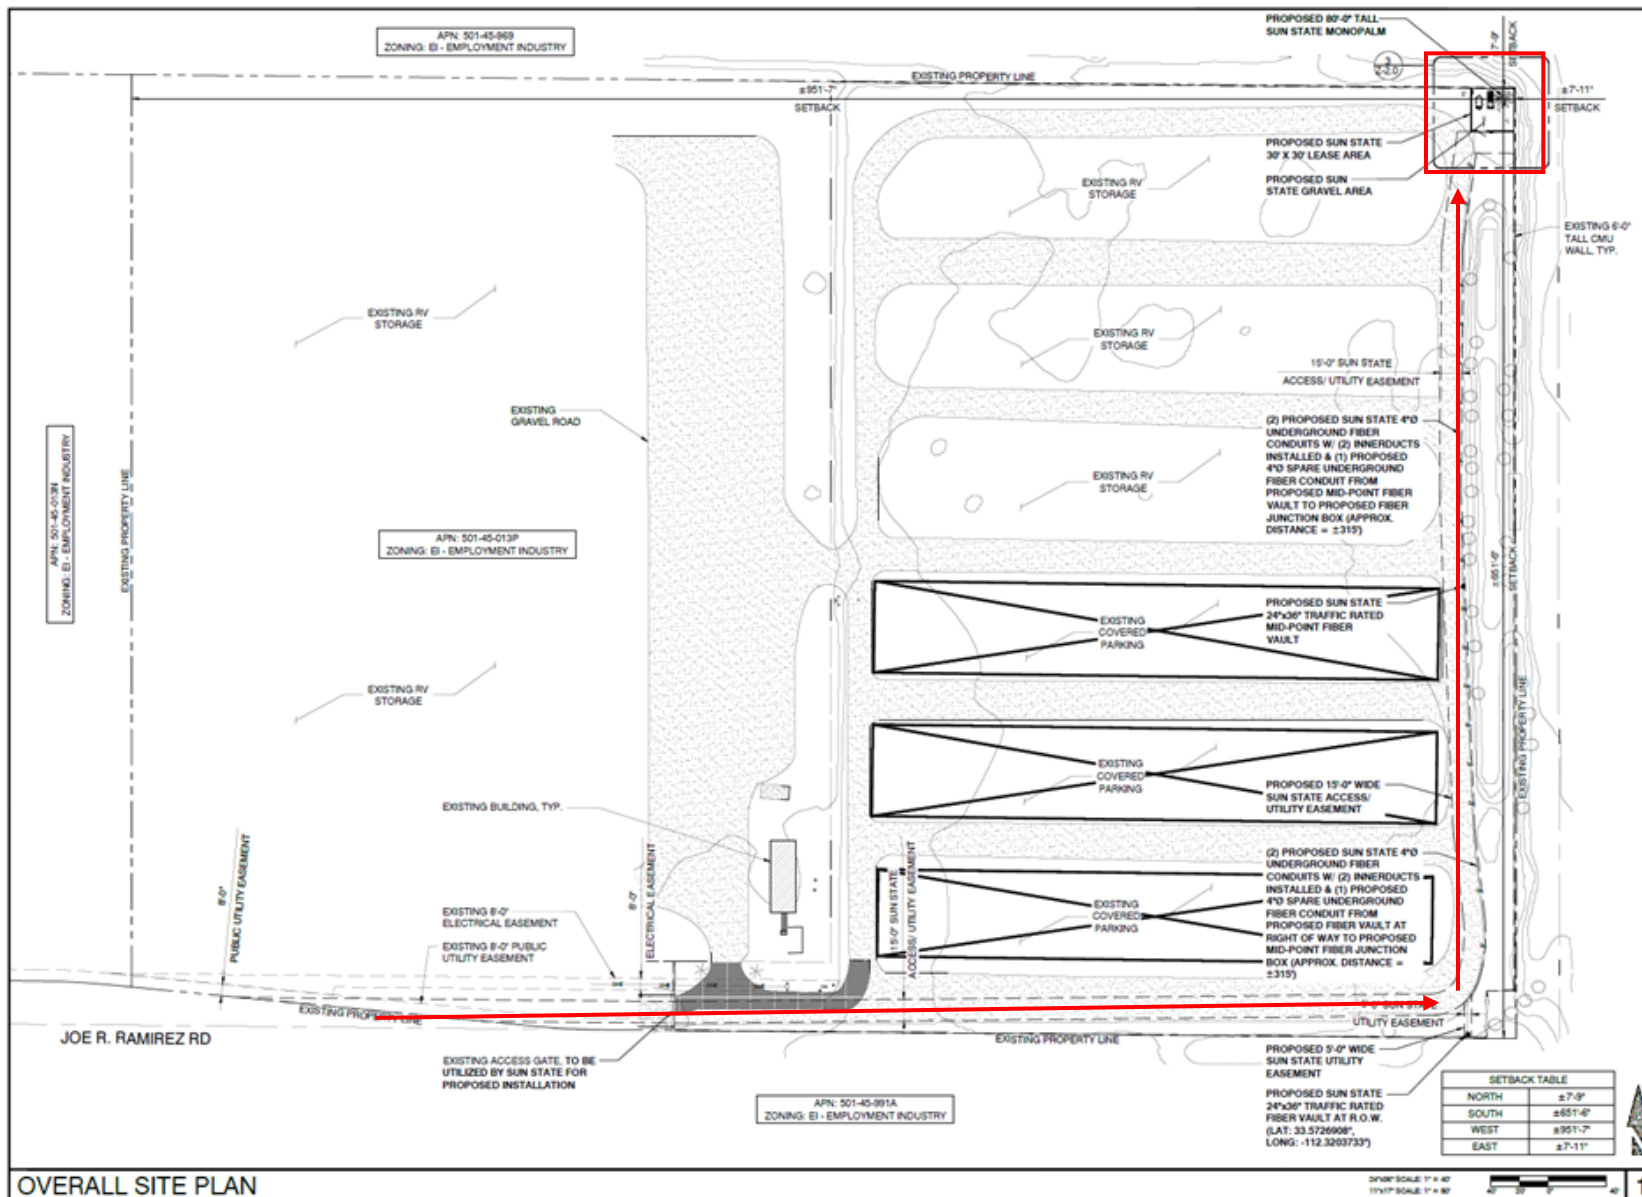 PROPOSED 80'-0" TALL
SUN STATE MONOPALM
7'-9"
SETBACK
APN: 501-45-969
ZONING: EI - EMPLOYMENT INDUSTRY
EXISTING PROPERTY LINE
±951'-7"
SETBACK
±7'-11"
SETBACK
PROPOSED SUN STATE
30' X 30' LEASE AREA
PROPOSED SUN
STATE GRAVEL AREA
EXISTING RV
STORAGE
EXISTING 6'-0"
TALL CMU
WALL, TYP.
EXISTING RV
STORAGE
EXISTING RV
STORAGE
15'-0" SUN STATE
ACCESS/ UTILITY EASEMENT
EXISTING
GRAVEL ROAD
(2) PROPOSED SUN STATE 4"Ø
UNDERGROUND FIBER
CONDUITS W/ (2) INNERDUCTS
INSTALLED & (1) PROPOSED
4"Ø SPARE UNDERGROUND
FIBER CONDUIT FROM
PROPOSED MID-POINT FIBER
VAULT TO PROPOSED FIBER
JUNCTION BOX (APPROX.
DISTANCE = ±315')
EXISTING RV
STORAGE
APN: 501-45-013N
ZONING: EI - EMPLOYMENT INDUSTRY
EXISTING PROPERTY LINE
APN: 501-45-013P
ZONING: EI - EMPLOYMENT INDUSTRY
±651'-6"
SETBACK
PROPOSED SUN STATE
24"x36" TRAFFIC RATED
MID-POINT FIBER
VAULT
EXISTING
COVERED
PARKING
EXISTING RV
STORAGE
EXISTING PROPERTY LINE
EXISTING
COVERED
PARKING
PROPOSED 15'-0" WIDE
SUN STATE ACCESS/
UTILITY EASEMENT
EXISTING BUILDING, TYP.
8'-0"
PUBLIC UTILITY EASEMENT
8'-0"
ELECTRICAL EASEMENT
15'-0" SUN STATE
ACCESS/ UTILITY EASEMENT
(2) PROPOSED SUN STATE 4"Ø
UNDERGROUND FIBER
CONDUITS W/ (2) INNERDUCTS
INSTALLED & (1) PROPOSED
4"Ø SPARE UNDERGROUND
FIBER CONDUIT FROM
PROPOSED FIBER VAULT AT
RIGHT OF WAY TO PROPOSED
MID-POINT FIBER JUNCTION
BOX (APPROX. DISTANCE =
±315')
EXISTING
COVERED
PARKING
EXISTING 8'-0"
ELECTRICAL EASEMENT
EXISTING 8'-0" PUBLIC
UTILITY EASEMENT
EXISTING PROPERTY LINE
SUN
UTILITY EASEMENT
JOE R. RAMIREZ RD
EXISTING PROPERTY LINE
EXISTING ACCESS GATE, TO BE
UTILIZED BY SUN STATE FOR
PROPOSED INSTALLATION
PROPOSED 5'-0" WIDE
SUN STATE UTILITY
EASEMENT
PROPOSED SUN STATE
24"x36" TRAFFIC RATED
FIBER VAULT AT R.O.W.
(LAT: 33.5726908°,
LONG: -112.3203733°)
APN: 501-45-991A
ZONING: EI - EMPLOYMENT INDUSTRY
SETBACK TABLE
NORTH ±7'-9"
SOUTH ±651'-6"
WEST ±951'-7"
EAST ±7'-11"
OVERALL SITE PLAN
24"x36" SCALE: 1" = 40'
11"x17" SCALE: 1" = 80'